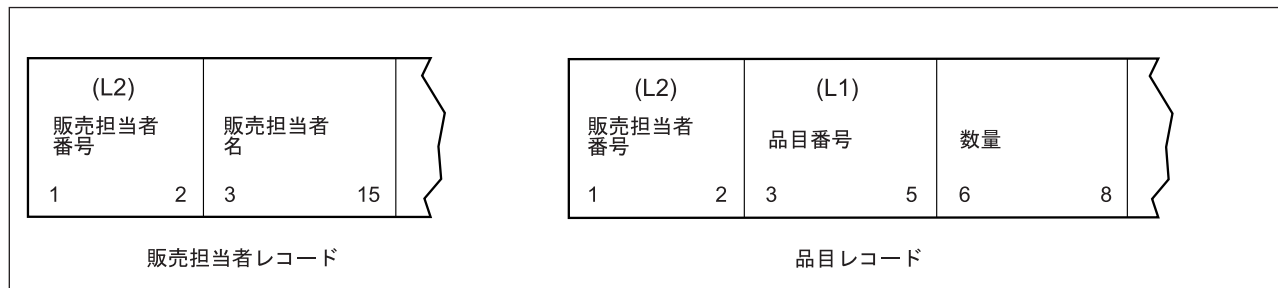 (L2)
販売担当者
番号
1 2
販売担当者
名
3 15
販売担当者レコード
(L2)
販売担当者
番号
1 2
(L1)
品目番号
3 5
数量
6 8
品目レコード